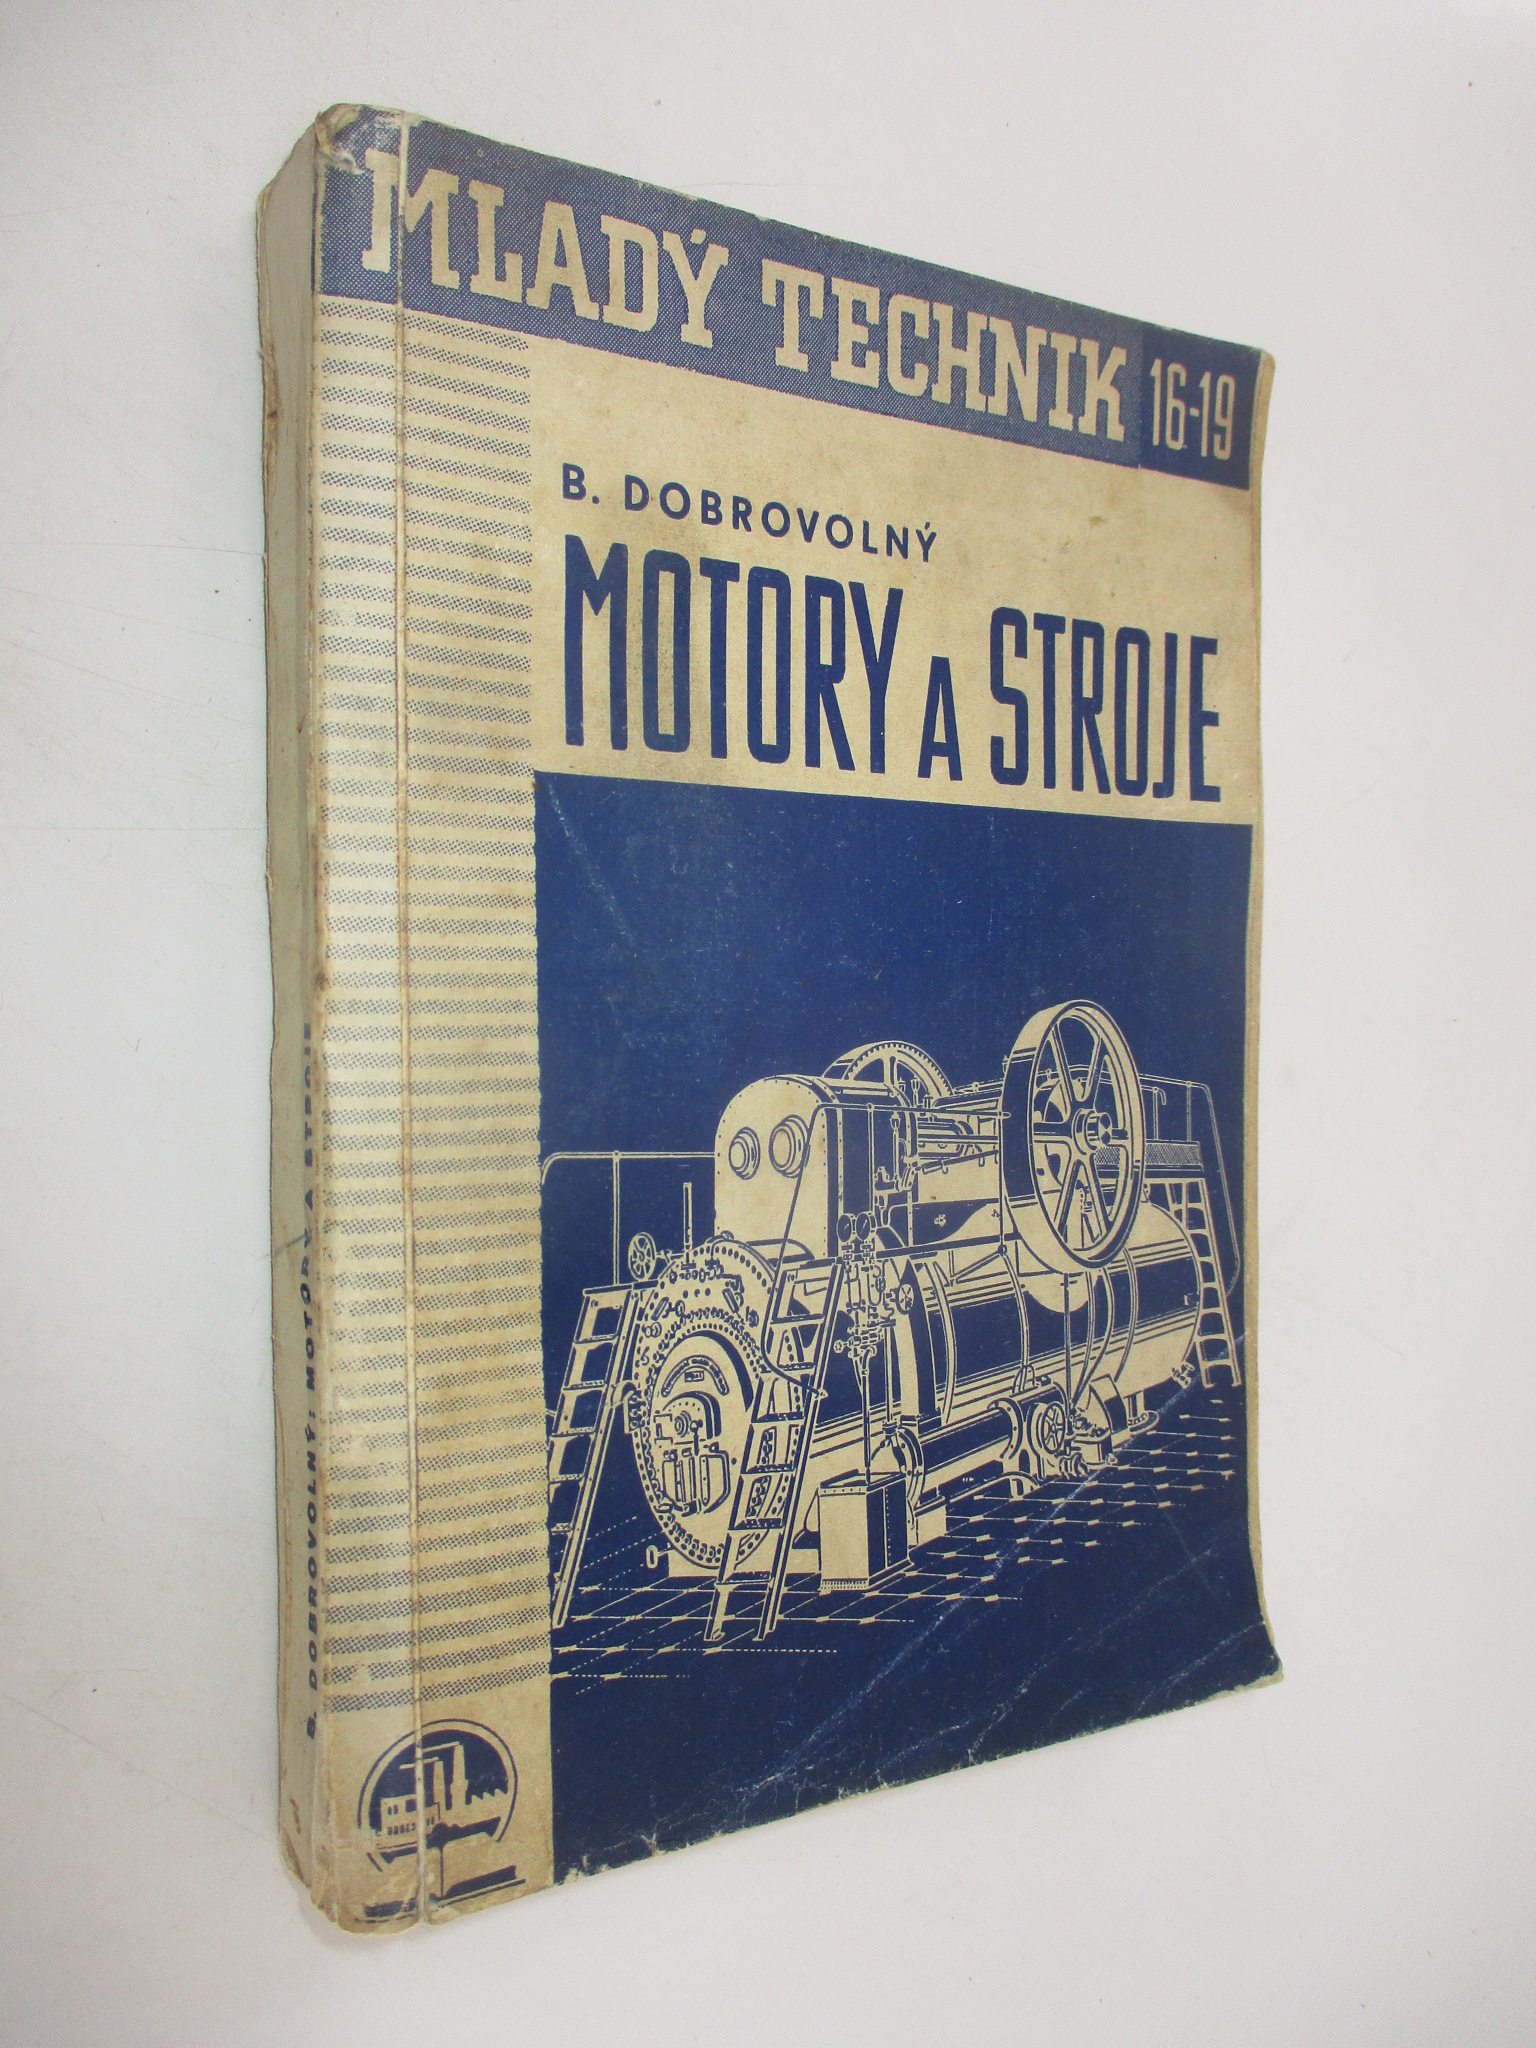 MLADÝ TECHNIK 16-19
B. DOBROVOLNÝ
MOTORY A STROJE
B. DOBROVOLNÝ: MOTORY A STROJE